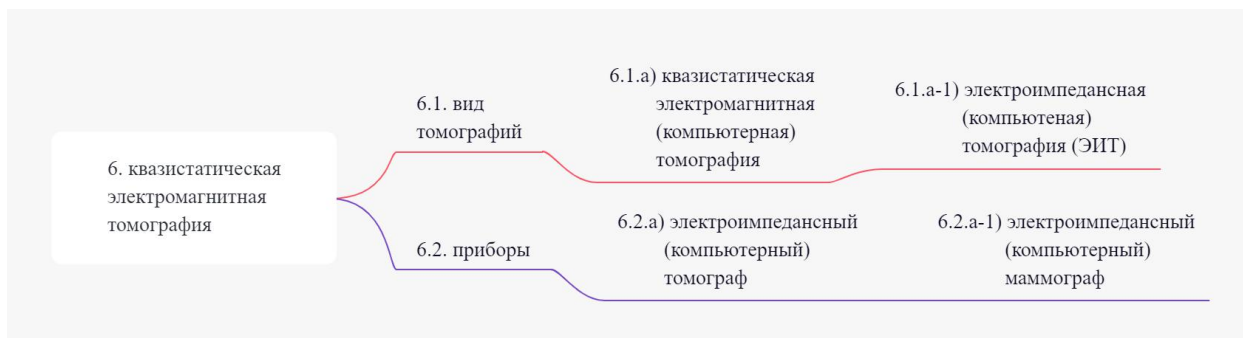 6. квазистатическая
электромагнитная
томография
6.1. вид
томографий
6.1.а) квазистатическая
электромагнитная
(компьютерная)
томография
6.1.а-1) электроимпедансная
(компьютеная)
томография (ЭИТ)
6.2. приборы
6.2.а) электроимпедансный
(компьютерный)
томограф
6.2.а-1) электроимпедансный
(компьютерный)
маммограф